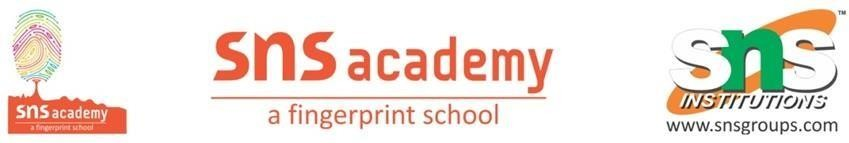 sns academy
a fingerprint school
sns academy
a fingerprint school
SnS
INSTITUTIONS
TM
www.snsgroups.com